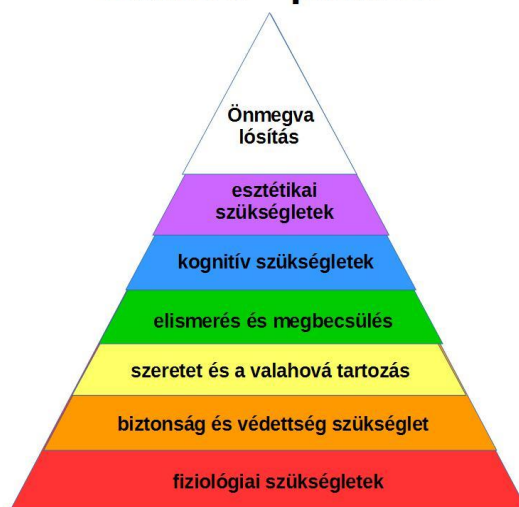 Önmegva
lósítás
esztétikai
szükségletek
kognitív szükségletek
elismerés és megbecsülés
szeretet és a valahová tartozás
biztonság és védettség szükséglet
fiziológiai szükségletek